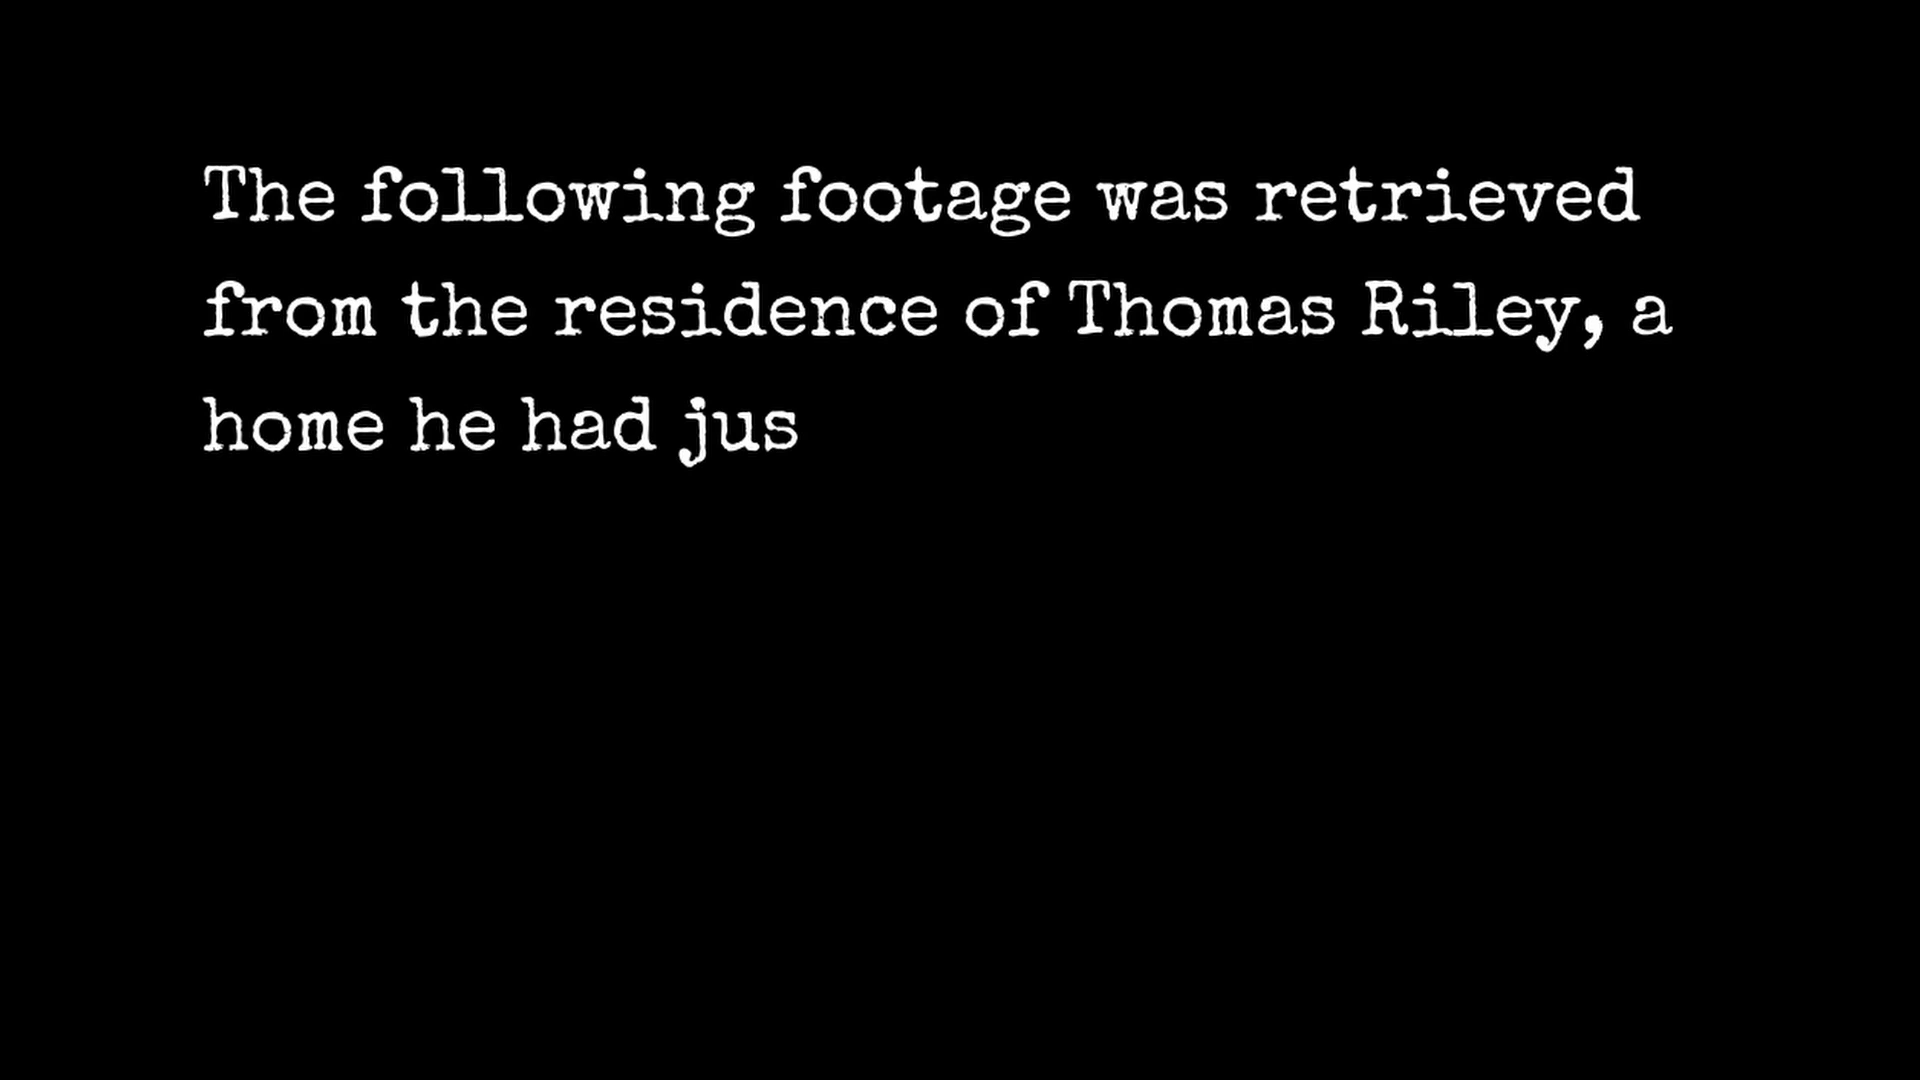 The following footage was retrieved
from the residence of Thomas Riley, a
home he had jus